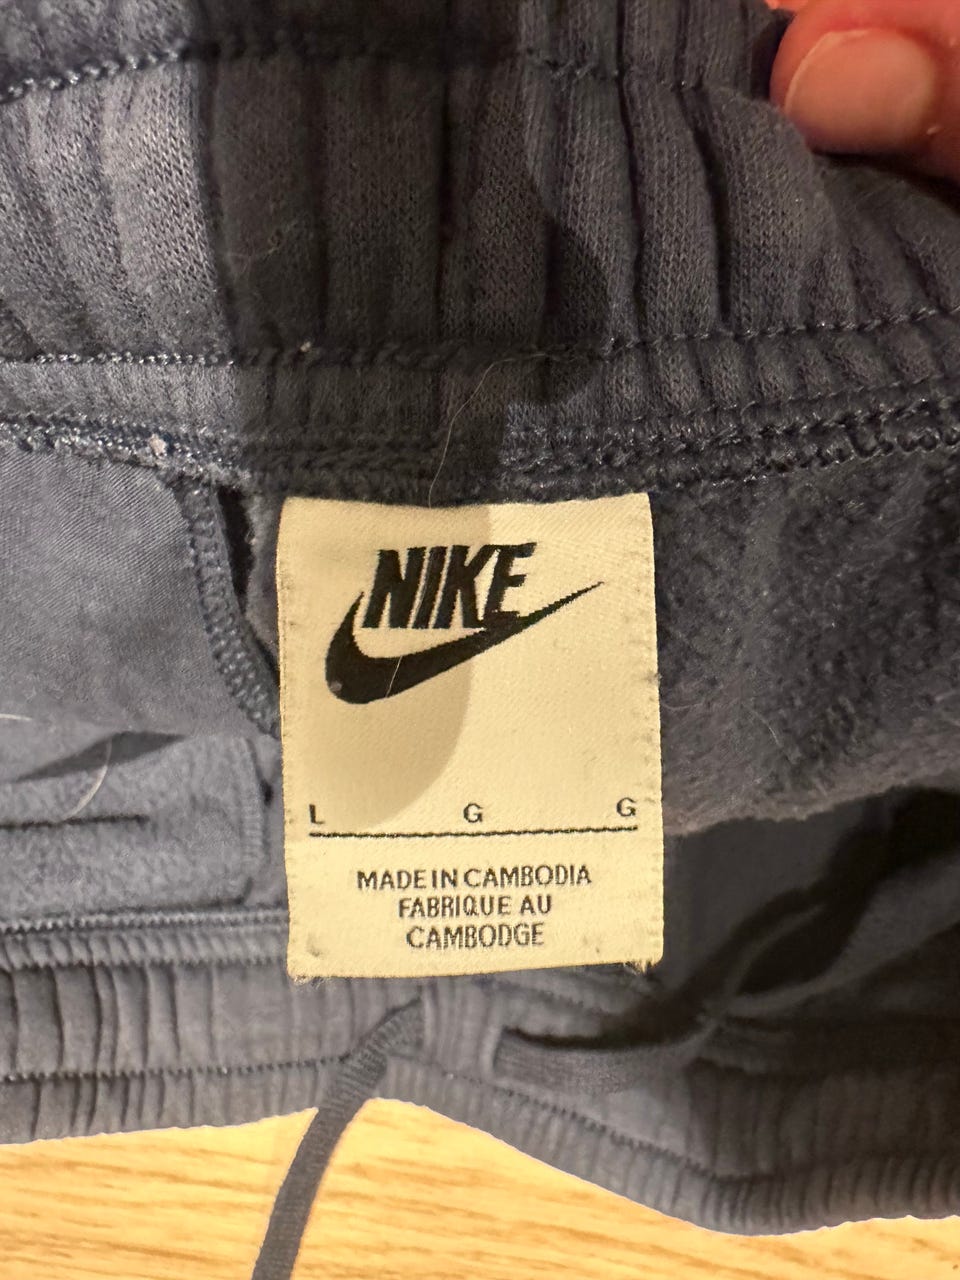 NIKE
L G G
MADE IN CAMBODIA
FABRIQUE AU
CAMBODGE